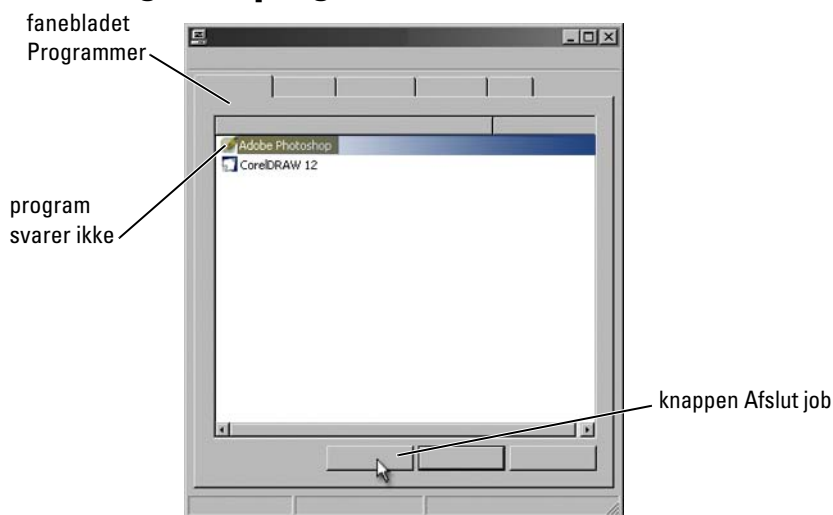 fanebladet
Programmer
Adobe Photoshop
CorelDRAW 12
program
svarer ikke
knappen Afslut job